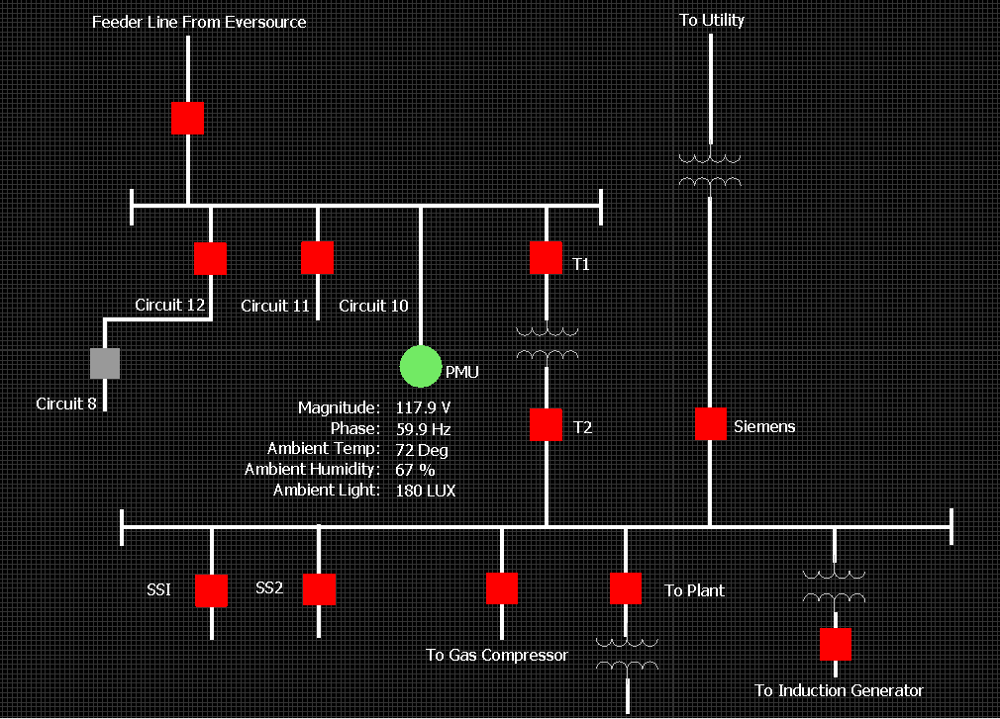 Feeder Line From Eversource
To Utility
T1
Circuit 12
Circuit 11
Circuit 10
PMU
Circuit 8
Magnitude: 117.9 V
Phase: 59.9 Hz
Ambient Temp: 72 Deg
Ambient Humidity: 67 %
Ambient Light: 180 LUX
T2
Siemens
SSI
SS2
To Plant
To Gas Compressor
To Induction Generator